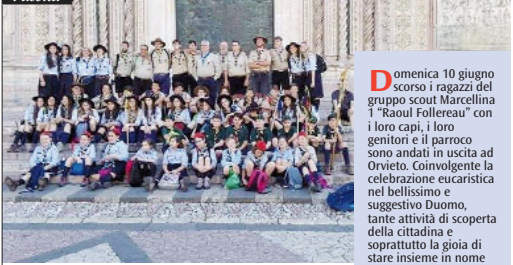 Domenica 10 giugno
scorso i ragazzi del
gruppo scout Marcellina
1 “Raoul Follereau” con
i loro capi, i loro
genitori e il parroco
sono andati in uscita ad
Orvieto. Coinvolgente la
celebrazione eucaristica
nel bellissimo e
suggestivo Duomo,
tante attività di scoperta
della cittadina e
soprattutto la gioia di
stare insieme in nome